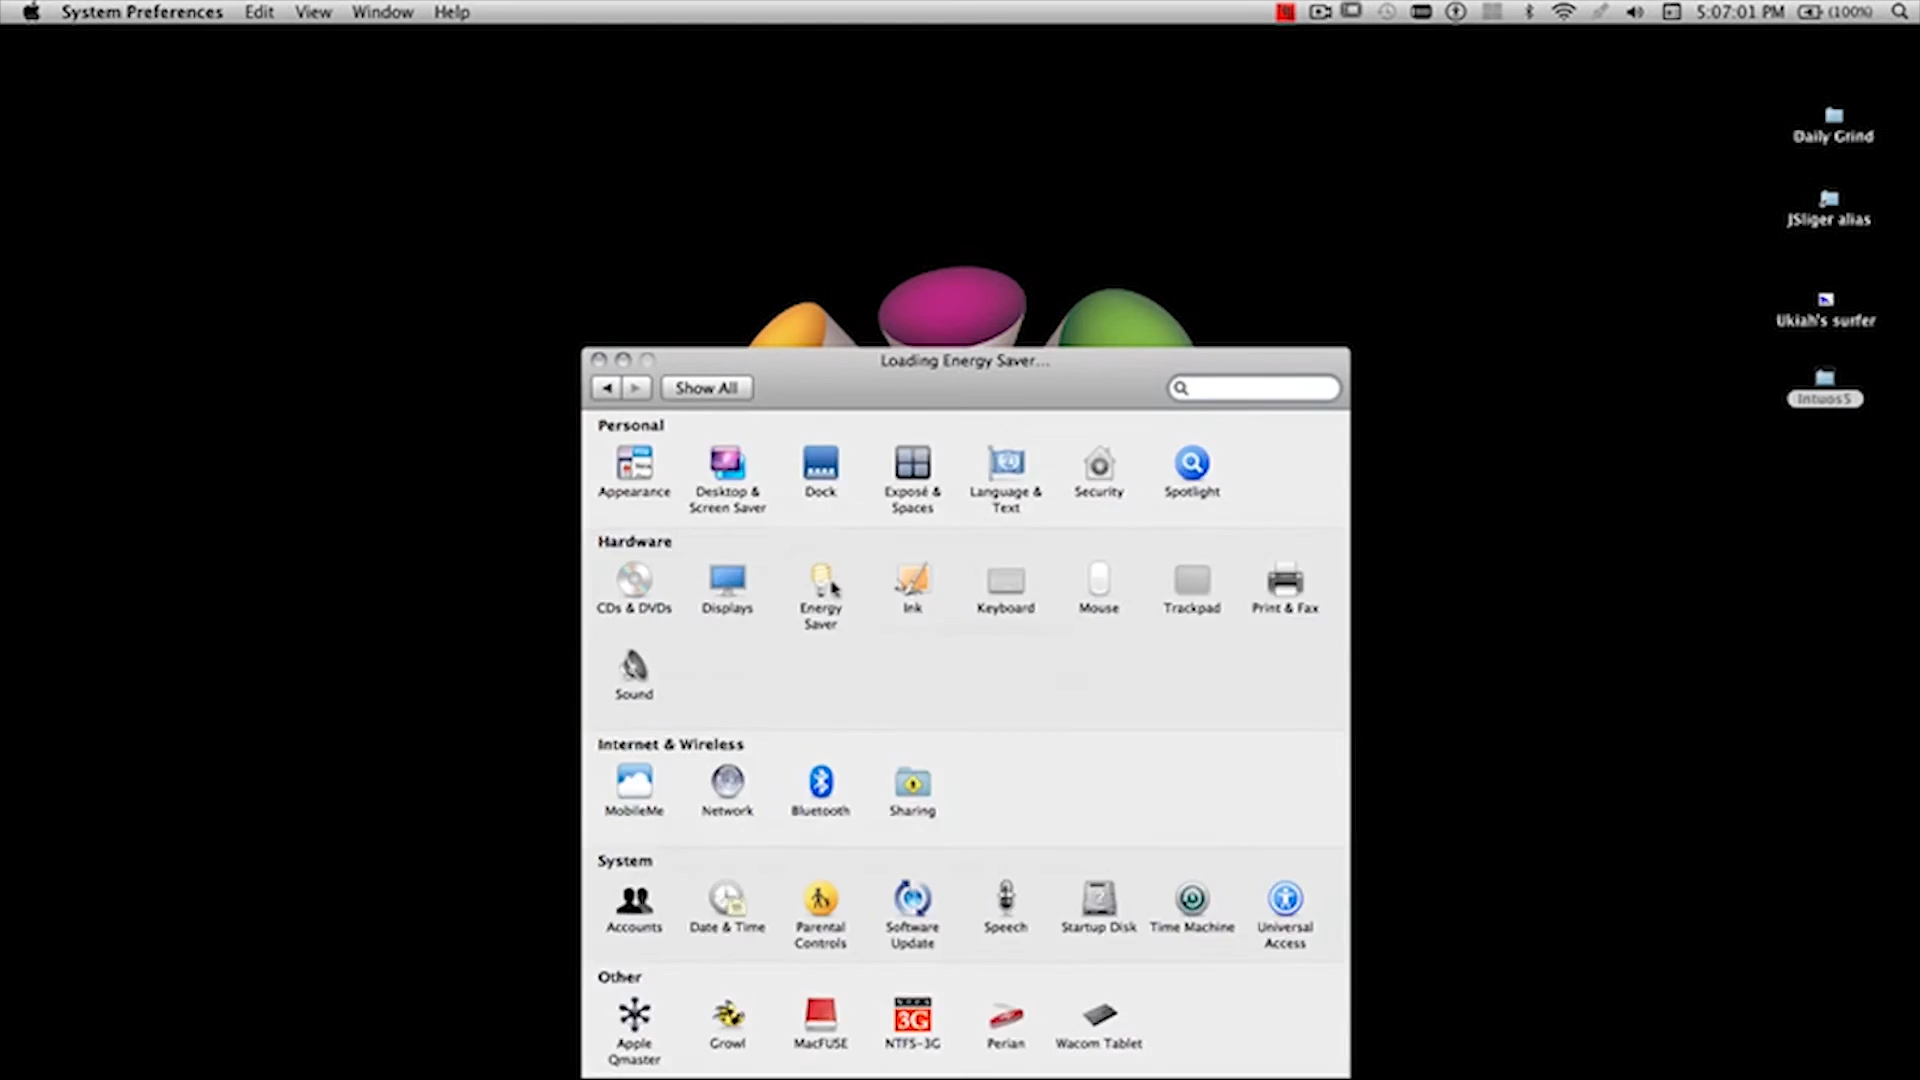 System Preferences Edit View Window Help 5:07:01 PM (100%)
Daily Grind
JSliger alias
Ukiah's surfer
Intuos5
Loading Energy Saver...
Show All
Personal
Appearance
Desktop &
Screen Saver
Dock
Exposé &
Spaces
Language &
Text
Security
Spotlight
Hardware
CDs & DVDs
Displays
Energy
Saver
Ink
Keyboard
Mouse
Trackpad
Print & Fax
Sound
Internet & Wireless
MobileMe
Network
Bluetooth
Sharing
System
Accounts
Date & Time
Parental
Controls
Software
Update
Speech
Startup Disk
Time Machine
Universal
Access
Other
Apple
Qmaster
Growl
MacFUSE
3G
NTFS-3G
Perian
Wacom Tablet